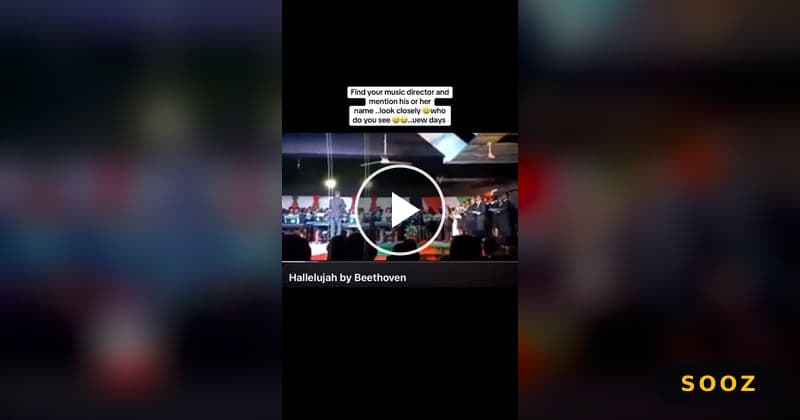 Find your music director and
mention his or her
name ..look closely 😄who
do you see 😄😂..uew days
Hallelujah by Beethoven
SOOZ